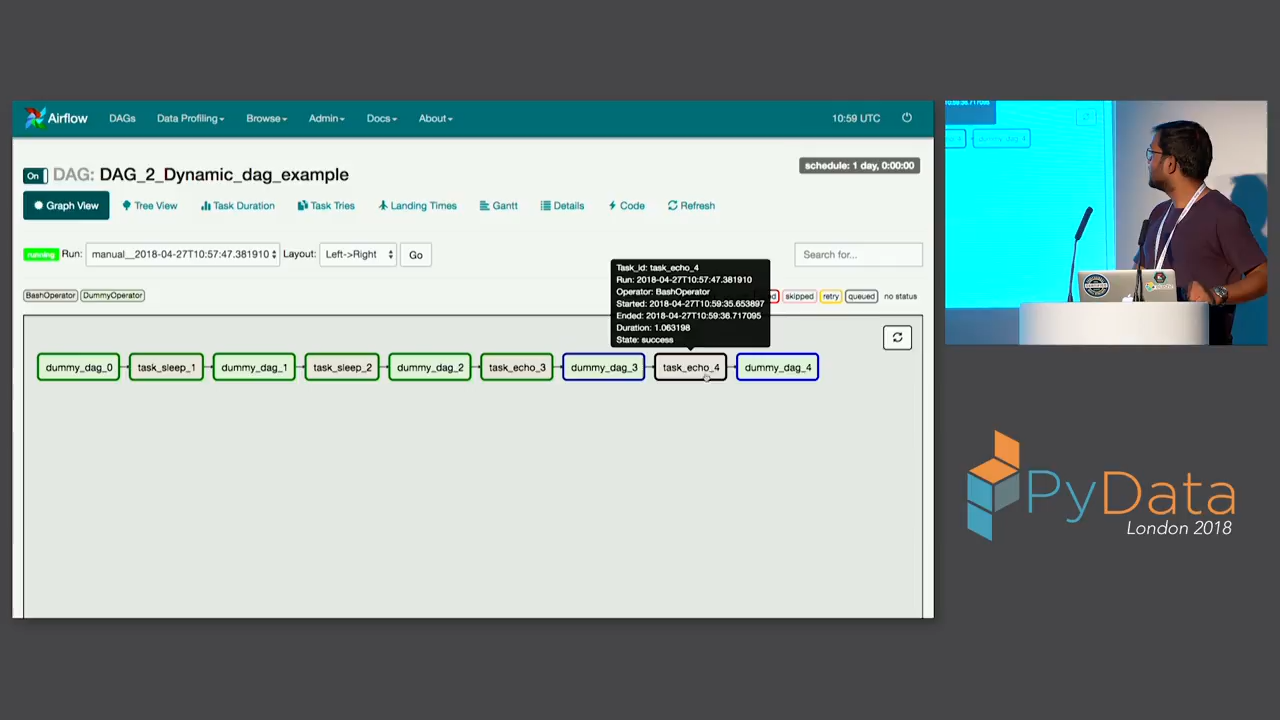 Airflow DAGs Data Profiling Browse Admin Docs About 10:59 UTC
On DAG: DAG_2_Dynamic_dag_example schedule: 1 day, 0:00:00
Graph View Tree View Task Duration Task Tries Landing Times Gantt Details Code Refresh
running Run: manual__2018-04-27T10:57:47.381910 Layout: Left->Right Go Search for...
Task_id: task_echo_4
Run: 2018-04-27T10:57:47.381910
Operator: BashOperator
Started: 2018-04-27T10:59:35.653897
Ended: 2018-04-27T10:59:36.717095
Duration: 1.063198
State: success
BashOperator DummyOperator skipped retry queued no status
dummy_dag_0 task_sleep_1 dummy_dag_1 task_sleep_2 dummy_dag_2 task_echo_3 dummy_dag_3 task_echo_4 dummy_dag_4
PyData
London 2018